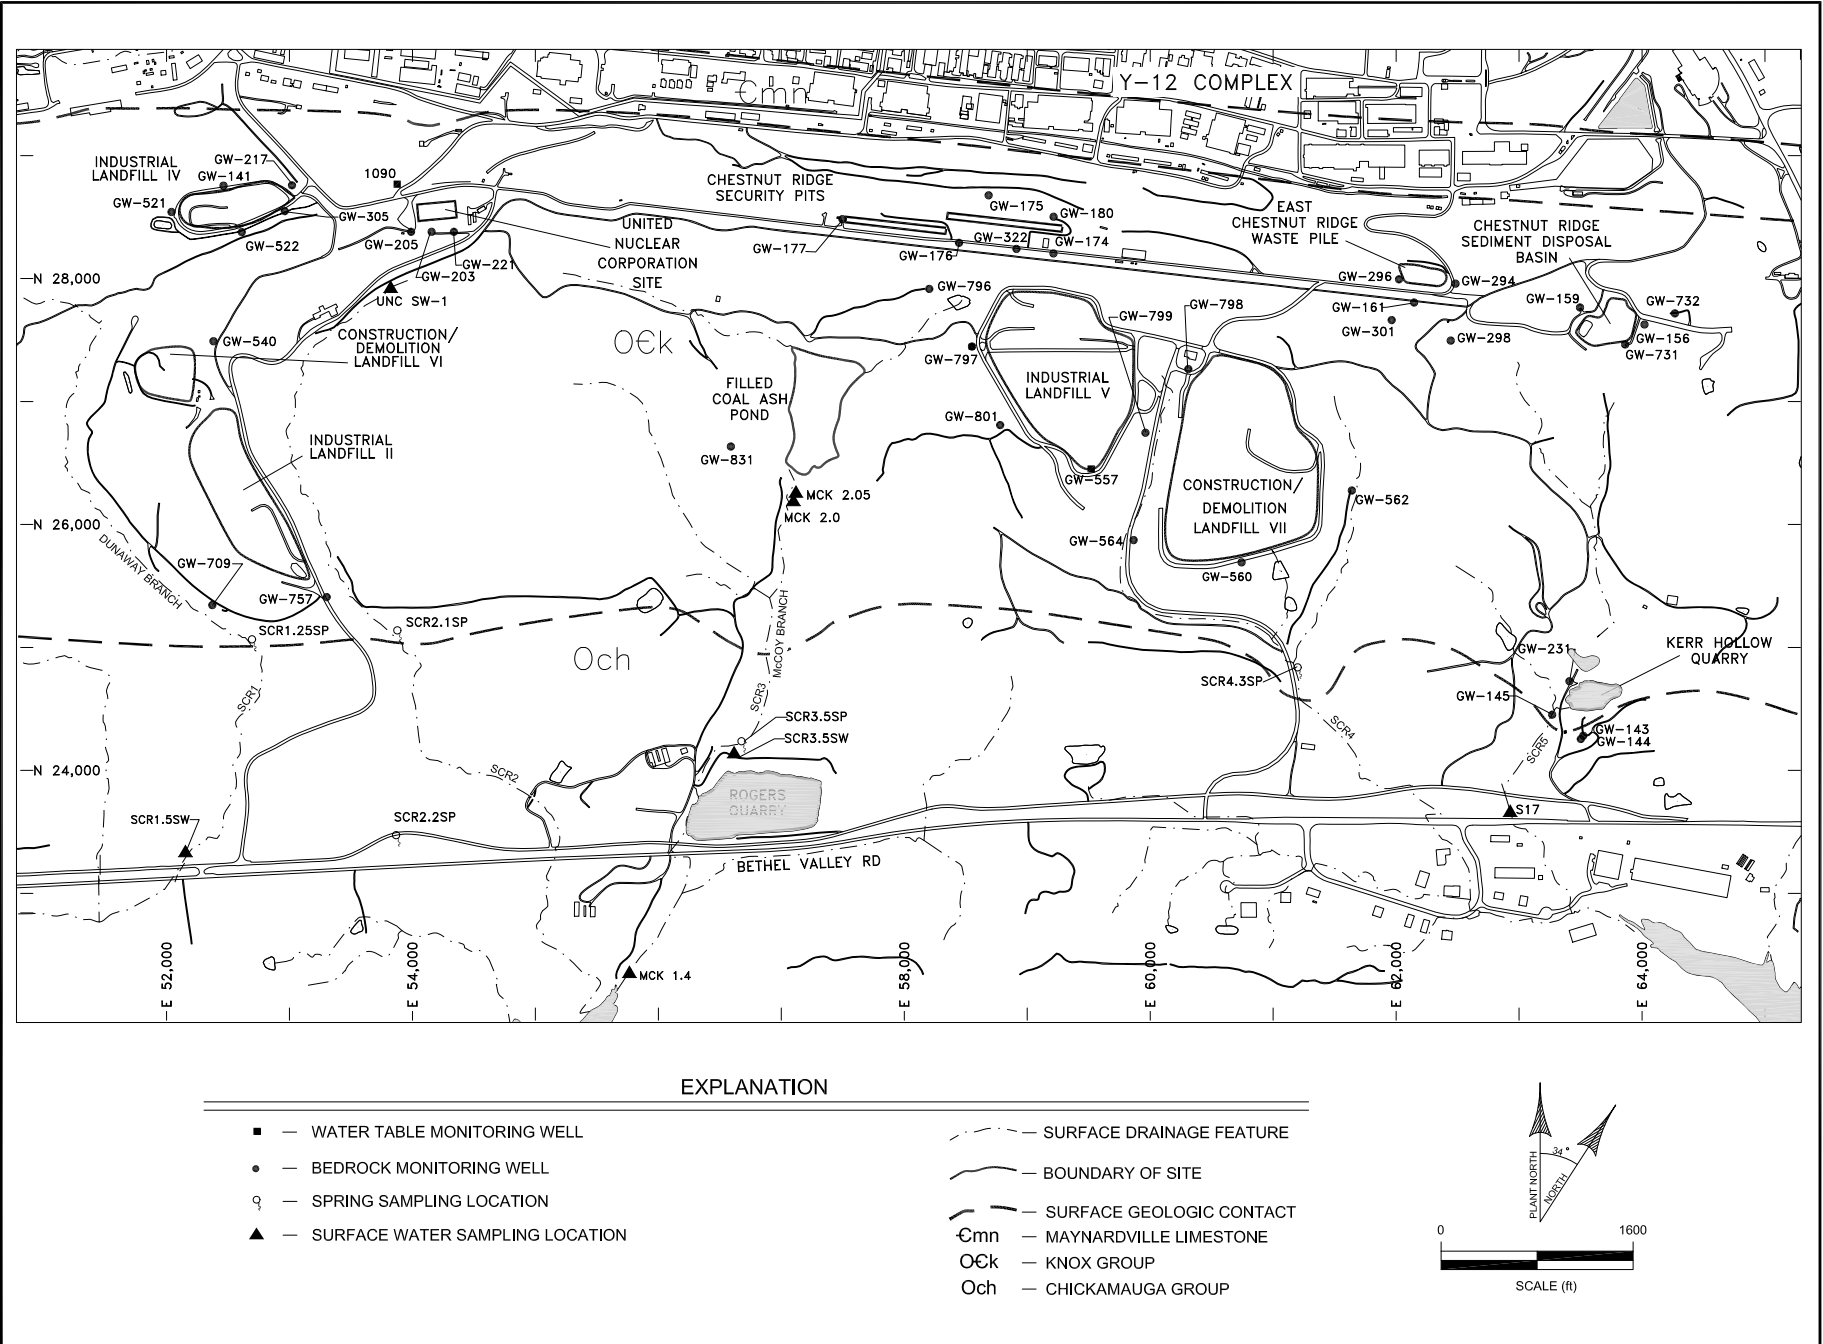 Єmn
Y-12 COMPLEX
INDUSTRIAL
LANDFILL IV
GW-217
GW-141
GW-521
1090
GW-305
GW-522
GW-205
GW-203
GW-221
UNC SW-1
UNITED
NUCLEAR
CORPORATION
SITE
CHESTNUT RIDGE
SECURITY PITS
GW-177
GW-175
GW-180
GW-322
GW-174
GW-176
EAST
CHESTNUT RIDGE
WASTE PILE
CHESTNUT RIDGE
SEDIMENT DISPOSAL
BASIN
GW-296
GW-294
GW-161
GW-301
GW-298
GW-159
GW-732
GW-156
GW-731
N 28,000
GW-540
CONSTRUCTION/
DEMOLITION
LANDFILL VI
OЄk
GW-796
GW-799
GW-798
GW-797
FILLED
COAL ASH
POND
INDUSTRIAL
LANDFILL V
GW-801
GW-831
GW-557
INDUSTRIAL
LANDFILL II
MCK 2.05
MCK 2.0
CONSTRUCTION/
DEMOLITION
LANDFILL VII
GW-562
GW-564
GW-560
N 26,000
DUNAWAY BRANCH
GW-709
GW-757
SCR1.25SP
SCR2.1SP
Och
McCOY BRANCH
SCR1
SCR3
SCR4.3SP
GW-231
KERR HOLLOW
QUARRY
GW-145
GW-143
GW-144
SCR3.5SP
SCR3.5SW
SCR4
SCR5
N 24,000
SCR2
ROGERS
QUARRY
SCR1.5SW
SCR2.2SP
S17
BETHEL VALLEY RD
MCK 1.4
E 52,000
E 54,000
E 58,000
E 60,000
E 62,000
E 64,000
EXPLANATION
— WATER TABLE MONITORING WELL
— BEDROCK MONITORING WELL
— SPRING SAMPLING LOCATION
— SURFACE WATER SAMPLING LOCATION
— SURFACE DRAINAGE FEATURE
— BOUNDARY OF SITE
— SURFACE GEOLOGIC CONTACT
Єmn — MAYNARDVILLE LIMESTONE
OЄk — KNOX GROUP
Och — CHICKAMAUGA GROUP
34°
PLANT NORTH
NORTH
0 1600
SCALE (ft)